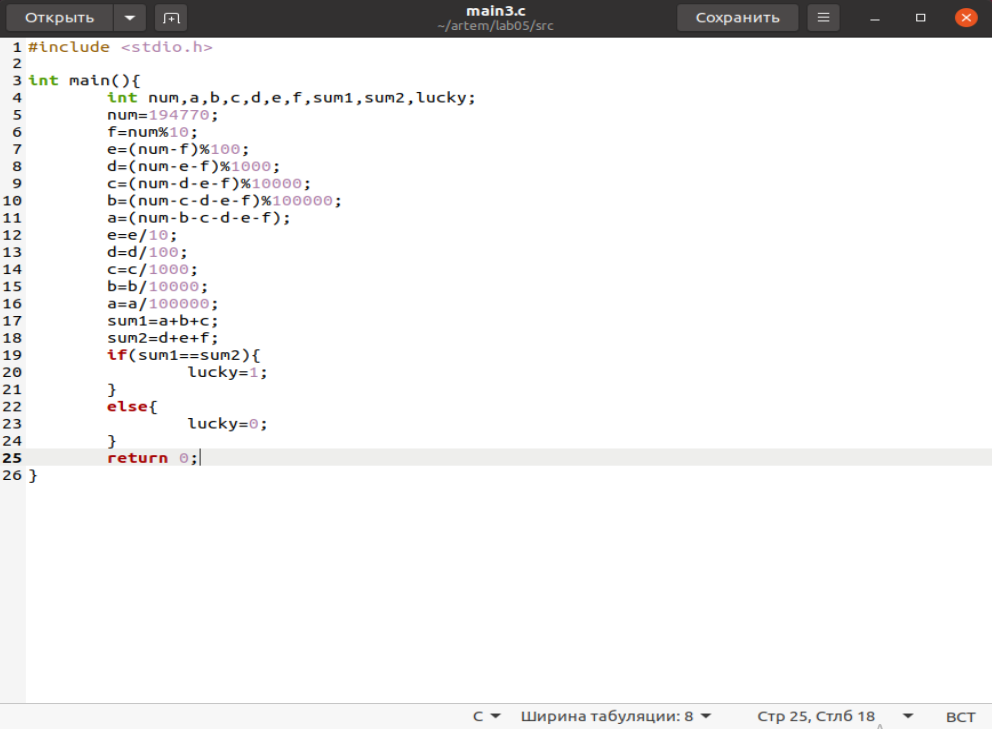 Открыть
main3.c
~/artem/lab05/src
Сохранить
1 #include <stdio.h>
2
3 int main(){
4 int num,a,b,c,d,e,f,sum1,sum2,lucky;
5 num=194770;
6 f=num%10;
7 e=(num-f)%100;
8 d=(num-e-f)%1000;
9 c=(num-d-e-f)%10000;
10 b=(num-c-d-e-f)%100000;
11 a=(num-b-c-d-e-f);
12 e=e/10;
13 d=d/100;
14 c=c/1000;
15 b=b/10000;
16 a=a/100000;
17 sum1=a+b+c;
18 sum2=d+e+f;
19 if(sum1==sum2){
20 lucky=1;
21 }
22 else{
23 lucky=0;
24 }
25 return 0;
26 }
C Ширина табуляции: 8 Стр 25, Стлб 18 ВСТ